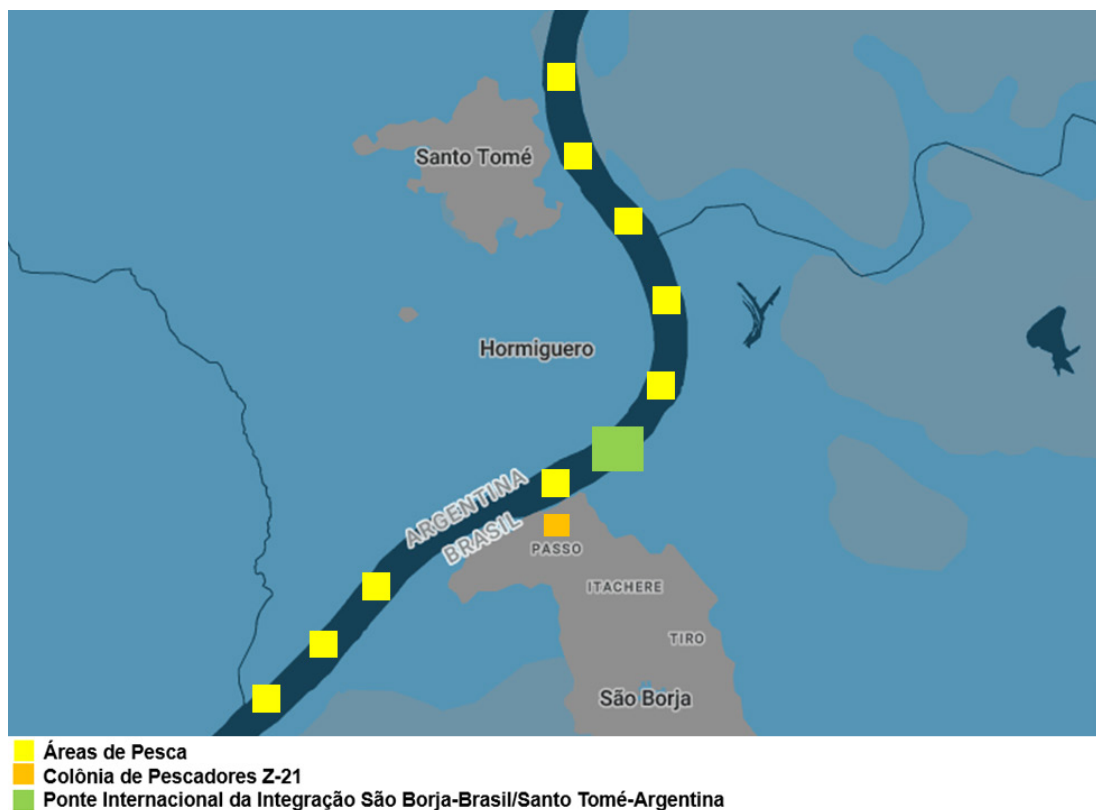 Santo Tomé
Hormiguero
ARGENTINA
BRASIL
PASSO
ITACHERE
TIRO
São Borja
Áreas de Pesca
Colônia de Pescadores Z-21
Ponte Internacional da Integração São Borja-Brasil/Santo Tomé-Argentina